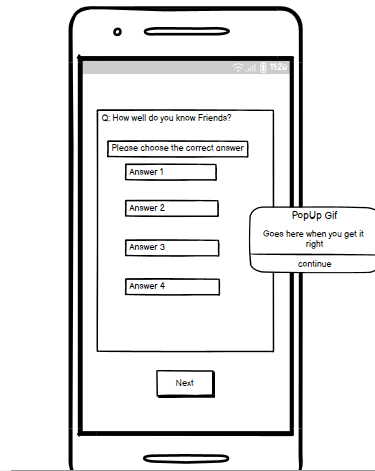 11:20
Q: How well do you know Friends?
Please choose the correct answer
Answer 1
Answer 2
Answer 3
Answer 4
PopUp Gif
Goes here when you get it
right
continue
Next